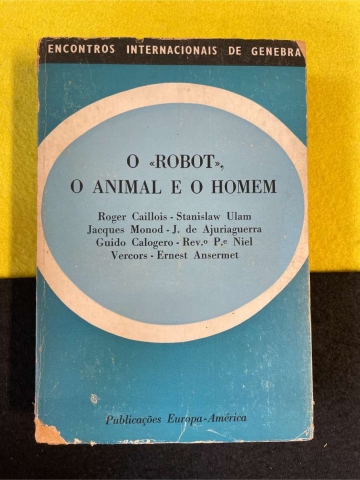 ENCONTROS INTERNACIONAIS DE GENEBRA
O «ROBOT»,
O ANIMAL E O HOMEM
Roger Caillois - Stanislaw Ulam
Jacques Monod - J. de Ajuriaguerra
Guido Calogero - Rev.º P.e Niel
Vercors - Ernest Ansermet
Publicações Europa-América